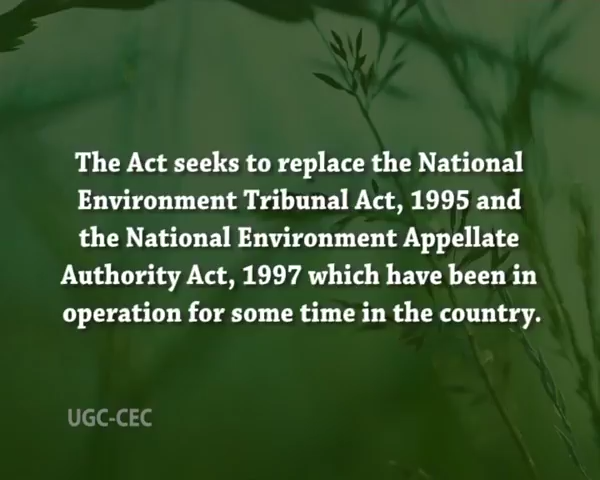 The Act seeks to replace the National
Environment Tribunal Act, 1995 and
the National Environment Appellate
Authority Act, 1997 which have been in
operation for some time in the country.
UGC-CEC